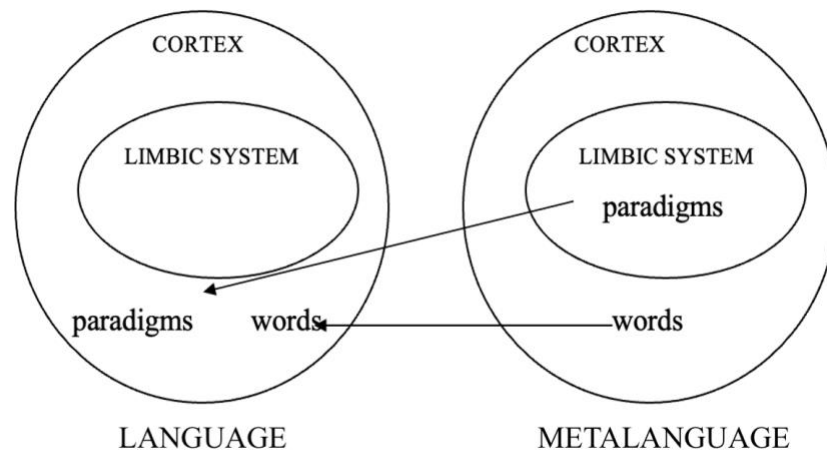 CORTEX CORTEX
LIMBIC SYSTEM LIMBIC SYSTEM
paradigms
paradigms words words
LANGUAGE METALANGUAGE